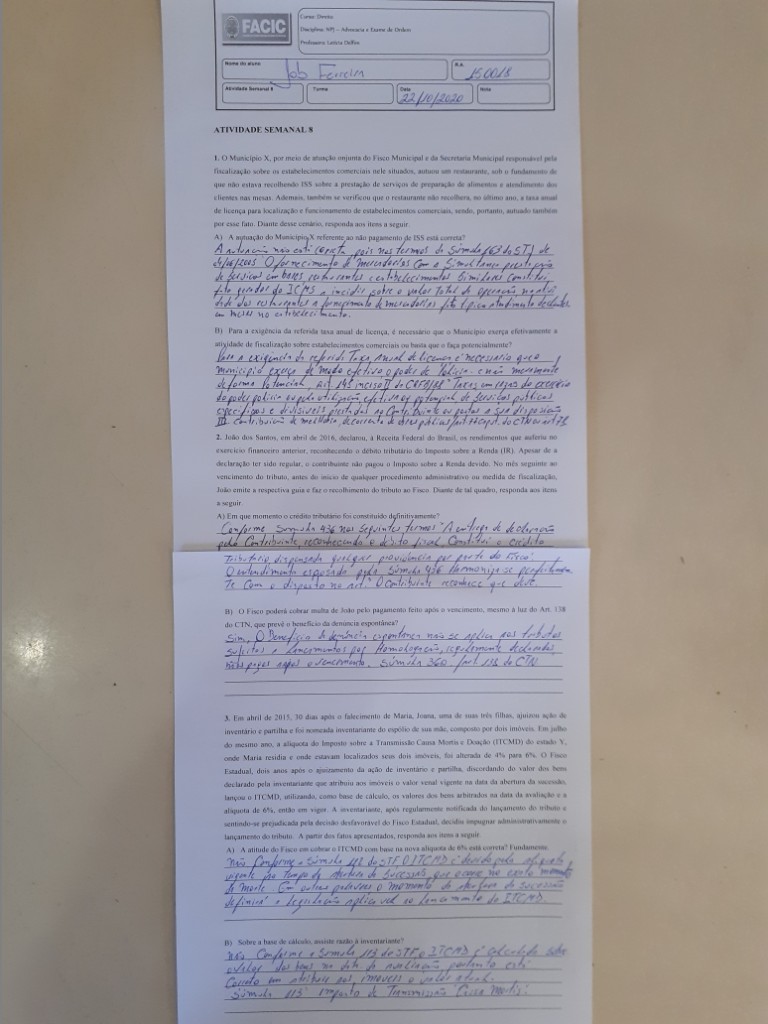 FACIC
Curso: Direito
Disciplina: NPJ – Advocacia e Exame de Ordem
Professora: Letícia
Nome do aluno
Job Ferreira
R.A.
150018
Atividade Semanal 8
Turma
Data
22/10/2020
Nota
ATIVIDADE SEMANAL 8
1. O Município X, por meio de atuação onjunta do Fisco Municipal e da Secretaria Municipal responsável pela
fiscalização sobre os estabelecimentos comerciais nele situados, autuou um restaurante, sob o fundamento de
que não estava recolhendo ISS sobre a prestação de serviços de preparação de alimentos e atendimento dos
clientes nas mesas. Ademais, também se verificou que o restaurante não recolhera, no último ano, a taxa anual
de licença para localização e funcionamento de estabelecimentos comerciais, sendo, portanto, autuado também
por esse fato. Diante desse cenário, responda aos itens a seguir.
A) A autuação do Município X referente ao não pagamento de ISS está correta?
A autuação não está correta, pois nos termos da Súmula 163 do STJ de
O fornecimento de mercadorias com a Simultânea prestação
de Serviços em bares restaurantes e estabelecimentos Similares Constitui
fato gerador do ICMS a incidir sobre o valor Total da operação na
dade dos restaurantes o fornecimento de mercadorias atendimento
em mesas no estabelecimento.
B) Para a exigência da referida taxa anual de licença, é necessário que o Município exerça efetivamente a
atividade de fiscalização sobre estabelecimentos comerciais ou basta que o faça potencialmente?
Para a exigência da referida Taxa Anual de licença é necessario que o
município exerça de modo efetivo o poder de Polícia e não meramente
de forma Potencial, art 145 inciso II da CRFB/88 "Taxas em razão do exercício
do poder polícia ou pela utilização efetiva ou potencial de Serviços públicos
específicos e divisíveis prestados ao Contribuinte ou postos a sua disposição
III Contribuição de melhoria, decorrente de obras públicas art 77 do CTN
2. João dos Santos, em abril de 2016, declarou, à Receita Federal do Brasil, os rendimentos que auferiu no
exercício financeiro anterior, reconhecendo o débito tributário do Imposto sobre a Renda (IR). Apesar de a
declaração ter sido regular, o contribuinte não pagou o Imposto sobre a Renda devido. No mês seguinte ao
vencimento do tributo, antes do início de qualquer procedimento administrativo ou medida de fiscalização,
João emite a respectiva guia e faz o recolhimento do tributo ao Fisco. Diante de tal quadro, responda aos itens
a seguir.
A) Em que momento o crédito tributário foi constituído definitivamente?
Conforme Súmula 436 nos Seguintes termos "A entrega de declaração
pelo Contribuinte, reconhecendo o débito fiscal, Constitui o crédito
Tributário, dispensada qualquer providência por parte do Fisco".
O entendimento esposado pela Súmula 436 Harmoniza-se perfeitamen
Te Com o disposto no art. "O Contribuinte reconhece que deve.
B) O Fisco poderá cobrar multa de João pelo pagamento feito após o vencimento, mesmo à luz do Art. 138
do CTN, que prevê o benefício da denúncia espontânea?
Sim, O Benefício da denúncia espontânea não se aplica aos tributos
Sujeitos a Lançamentos por Homologação, regularmente declarados,
mas pagos após o vencimento. Súmula 360. art. 138 do CTN
3. Em abril de 2015, 30 dias após o falecimento de Maria, Joana, uma de suas três filhas, ajuizou ação de
inventário e partilha e foi nomeada inventariante do espólio de sua mãe, composto por dois imóveis. Em julho
do mesmo ano, a alíquota do Imposto sobre a Transmissão Causa Mortis e Doação (ITCMD) do estado Y,
onde Maria residia e onde estavam localizados seus dois imóveis, foi alterada de 4% para 6%. O Fisco
Estadual, dois anos após o ajuizamento da ação de inventário e partilha, discordando do valor dos bens
declarado pela inventariante que atribuiu aos imóveis o valor venal vigente na data da abertura da sucessão,
lançou o ITCMD, utilizando, como base de cálculo, os valores dos bens arbitrados na data da avaliação e a
alíquota de 6%, então em vigor. A inventariante, após regularmente notificada do lançamento do tributo e
sentindo-se prejudicada pela decisão desfavorável do Fisco Estadual, decidiu impugnar administrativamente o
lançamento do tributo. A partir dos fatos apresentados, responda aos itens a seguir.
A) A atitude do Fisco em cobrar o ITCMD com base na nova alíquota de 6% está correta? Fundamente.
Não Conforme a Súmula 112 do STF O ITCMD é devido pela alíquota
vigente ao Tempo da Abertura da Sucessão, que ocorre no exato momento
da morte. Em outras palavras o momento da Abertura da Sucessão
definirá a legislação aplicavel ao lançamento do ITCMD.
B) Sobre a base de cálculo, assiste razão à inventariante?
Não Conforme a Súmula 113 do STF o ITCMD é calculado sobre
o valor dos bens na data da avaliação portanto está
Correto em atribuir aos imóveis o valor atual.
Súmula 113 imposto de Transmissão Causa Mortis.